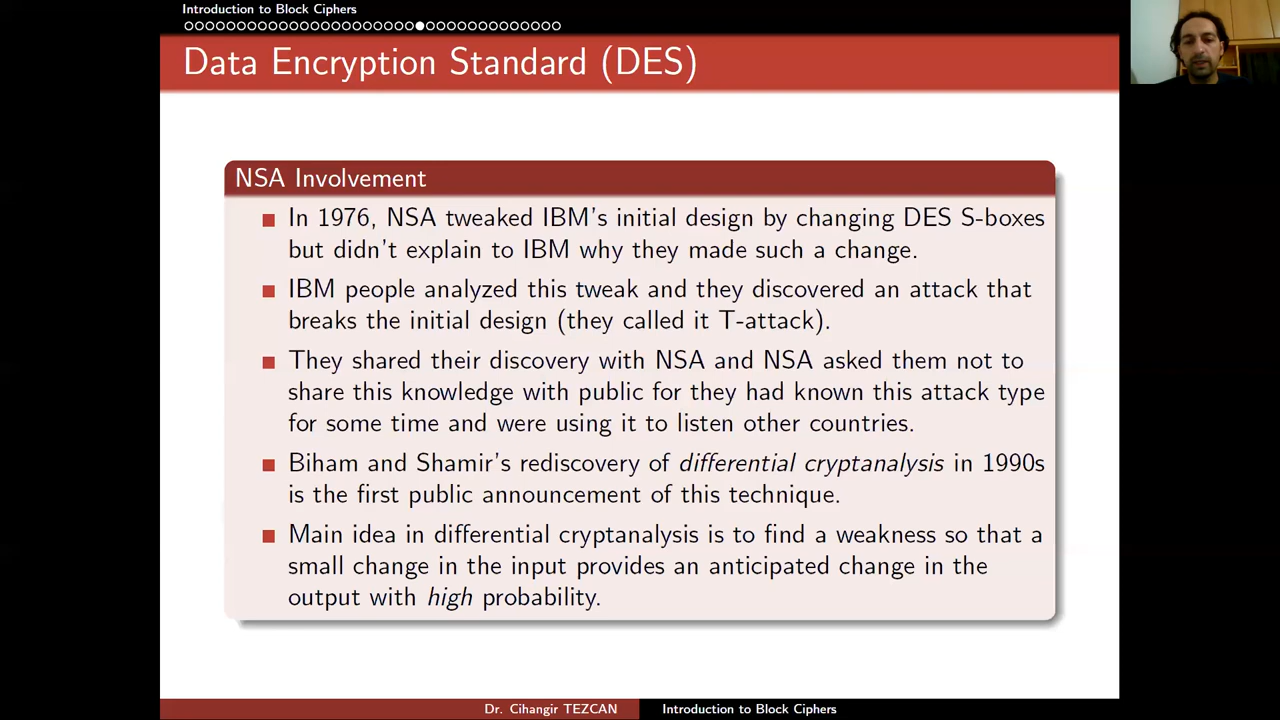 Introduction to Block Ciphers
Data Encryption Standard (DES)
NSA Involvement
In 1976, NSA tweaked IBM's initial design by changing DES S-boxes
but didn't explain to IBM why they made such a change.
IBM people analyzed this tweak and they discovered an attack that
breaks the initial design (they called it T-attack).
They shared their discovery with NSA and NSA asked them not to
share this knowledge with public for they had known this attack type
for some time and were using it to listen other countries.
Biham and Shamir's rediscovery of differential cryptanalysis in 1990s
is the first public announcement of this technique.
Main idea in differential cryptanalysis is to find a weakness so that a
small change in the input provides an anticipated change in the
output with high probability.
Dr. Cihangir TEZCAN Introduction to Block Ciphers